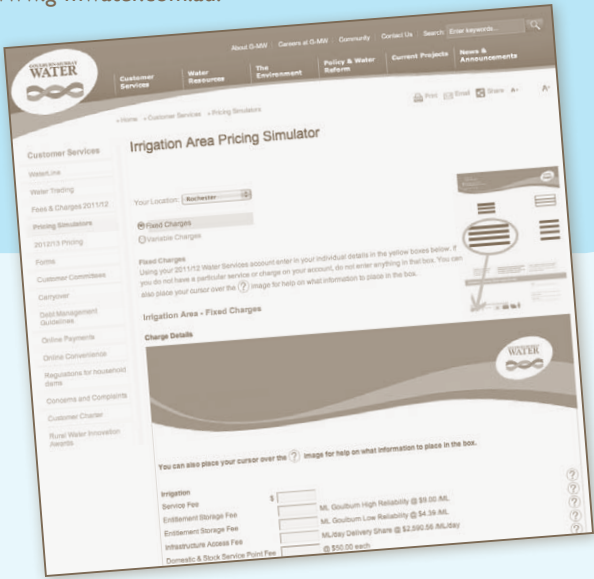 GOULBURN-MURRAY
WATER
About G-MW | Careers at G-MW | Community | Contact Us | Search: Enter keywords...
Customer Services
Water Resources
The Environment
Policy & Water Reform
Current Projects
News & Announcements
» Home » Customer Services » Pricing Simulators
Print Email Share A- A+
Customer Services
WaterLine
Water Trading
Fees & Charges 2011/12
Pricing Simulators
2012/13 Pricing
Forms
Customer Committees
Carryover
Debt Management
Guidelines
Online Payments
Online Convenience
Regulations for household
dams
Concerns and Complaints
Customer Charter
Rural Water Innovation
Awards
Irrigation Area Pricing Simulator
Your Location: Rochester
Fixed Charges
Variable Charges
Fixed Charges
Using your 2011/12 Water Services account enter in your individual details in the yellow boxes below. If
you do not have a particular service or charge on your account, do not enter anything in that box. You can
also place your cursor over the ? image for help on what information to place in the box.
Irrigation Area - Fixed Charges
Charge Details
WATER
You can also place your cursor over the ? image for help on what information to place in the box.
Irrigation
Service Fee $ ?
Entitlement Storage Fee ML Goulburn High Reliability @ $9.00 /ML ?
Entitlement Storage Fee ML Goulburn Low Reliability @ $4.39 /ML ?
Infrastructure Access Fee ML/day Delivery Share @ $2,590.56 /ML/day ?
Domestic & Stock Service Point Fee @ $50.00 each ?